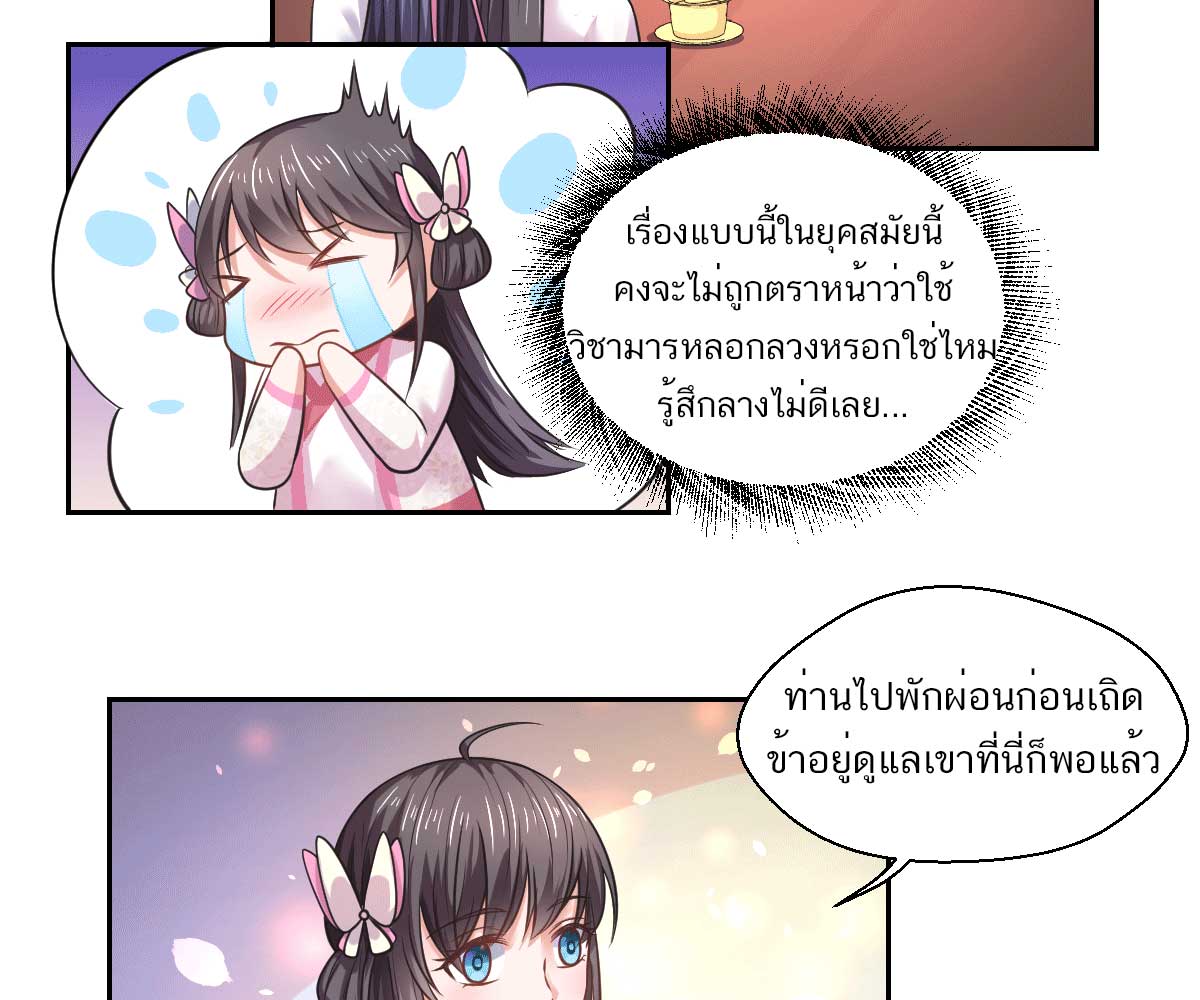 เรื่องแบบนี้ในยุคสมัยนี้
คงจะไม่ถูกตราหน้าว่าใช้
วิชามารหลอกลวงหรอกใช่ไหม
รู้สึกลางไม่ดีเลย...
ท่านไปพักผ่อนก่อนเถิด
ข้าอยู่ดูแลเขาที่นี่ก็พอแล้ว